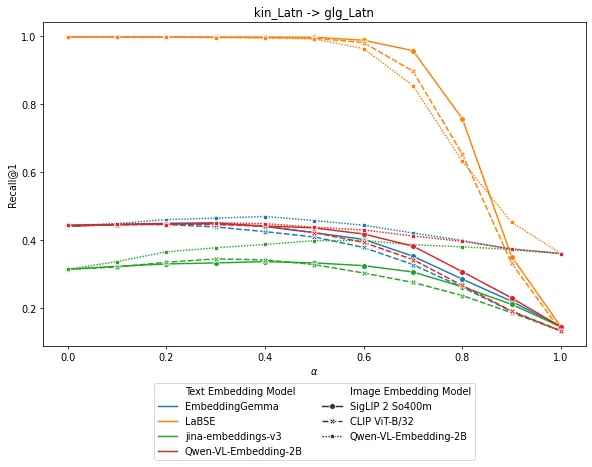 kin_Latn -> glg_Latn
Recall@1
1.0
0.8
0.6
0.4
0.2
0.0 0.2 0.4 0.6 0.8 1.0
α
Text Embedding Model
EmbeddingGemma
LaBSE
jina-embeddings-v3
Qwen-VL-Embedding-2B
Image Embedding Model
SigLIP 2 So400m
CLIP ViT-B/32
Qwen-VL-Embedding-2B